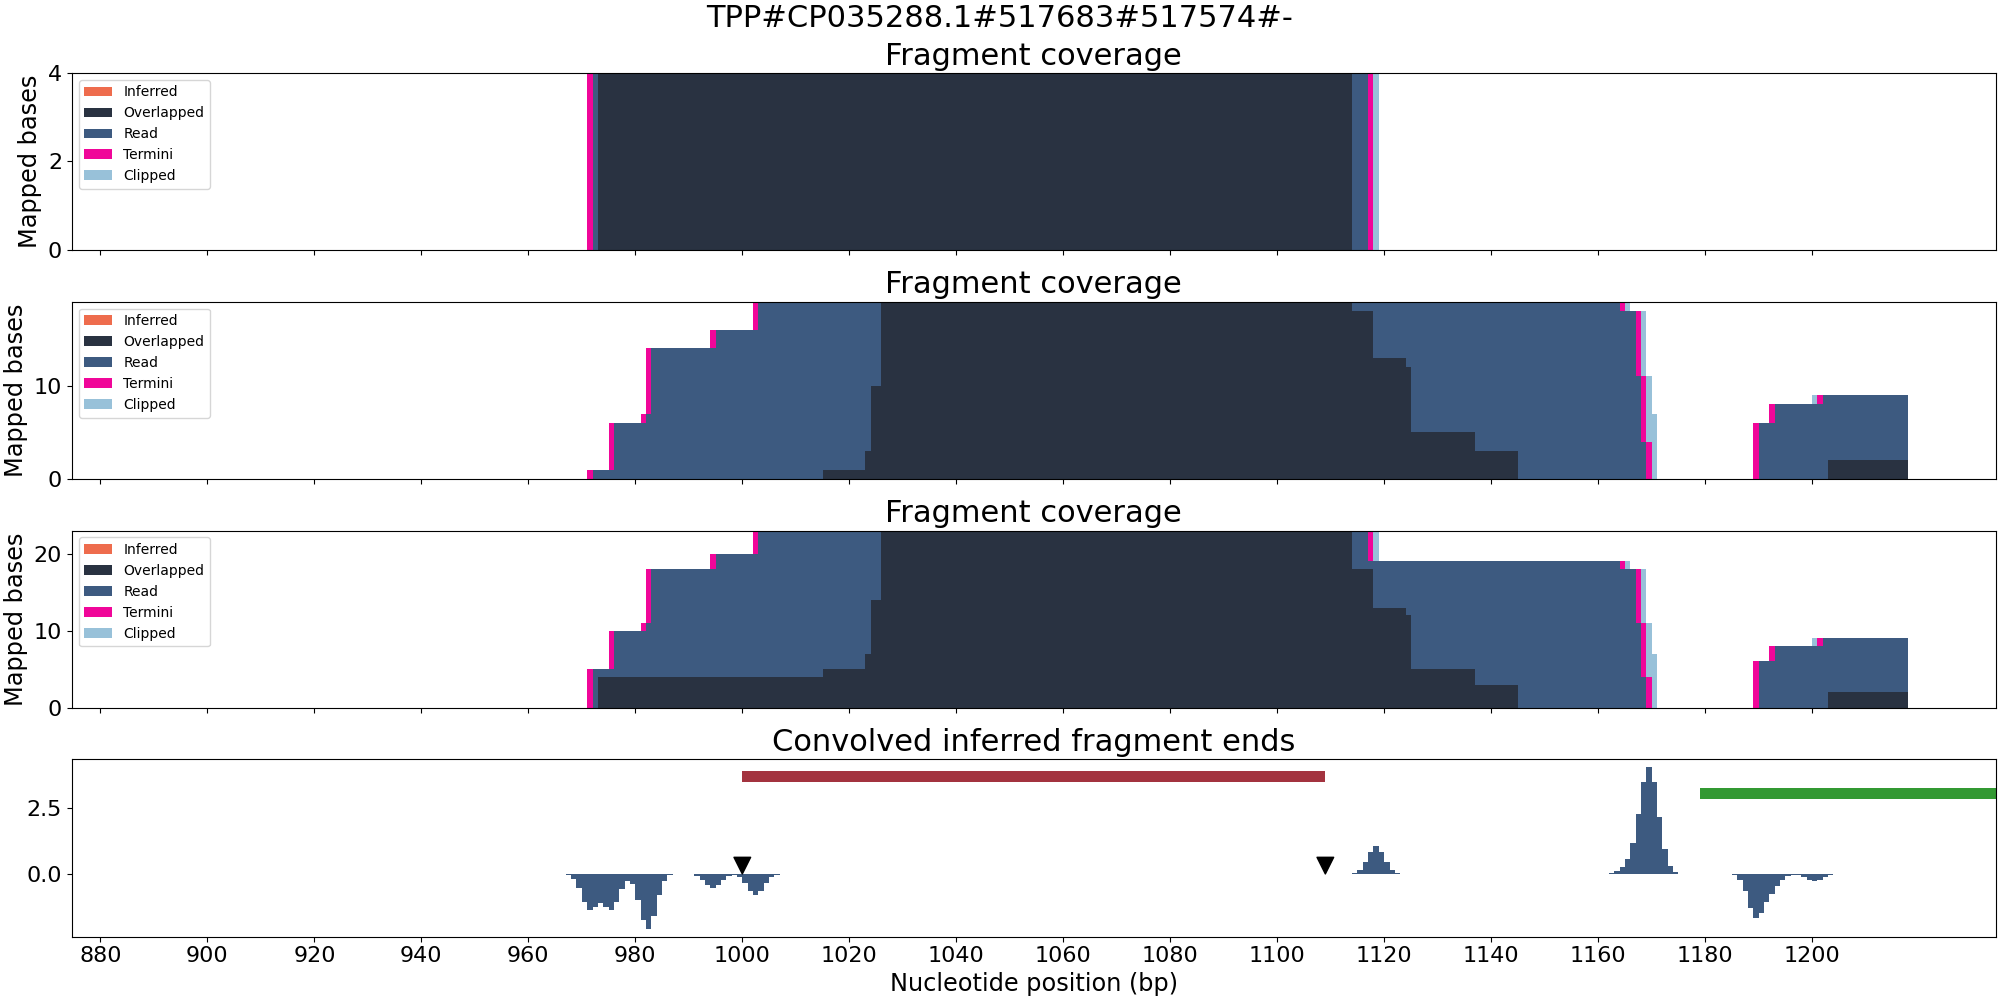 TPP#CP035288.1#517683#517574#-
Fragment coverage
Mapped bases
4
2
0
Inferred
Overlapped
Read
Termini
Clipped
Fragment coverage
Mapped bases
10
0
Inferred
Overlapped
Read
Termini
Clipped
Fragment coverage
Mapped bases
20
10
0
Inferred
Overlapped
Read
Termini
Clipped
Convolved inferred fragment ends
2.5
0.0
880 900 920 940 960 980 1000 1020 1040 1060 1080 1100 1120 1140 1160 1180 1200
Nucleotide position (bp)